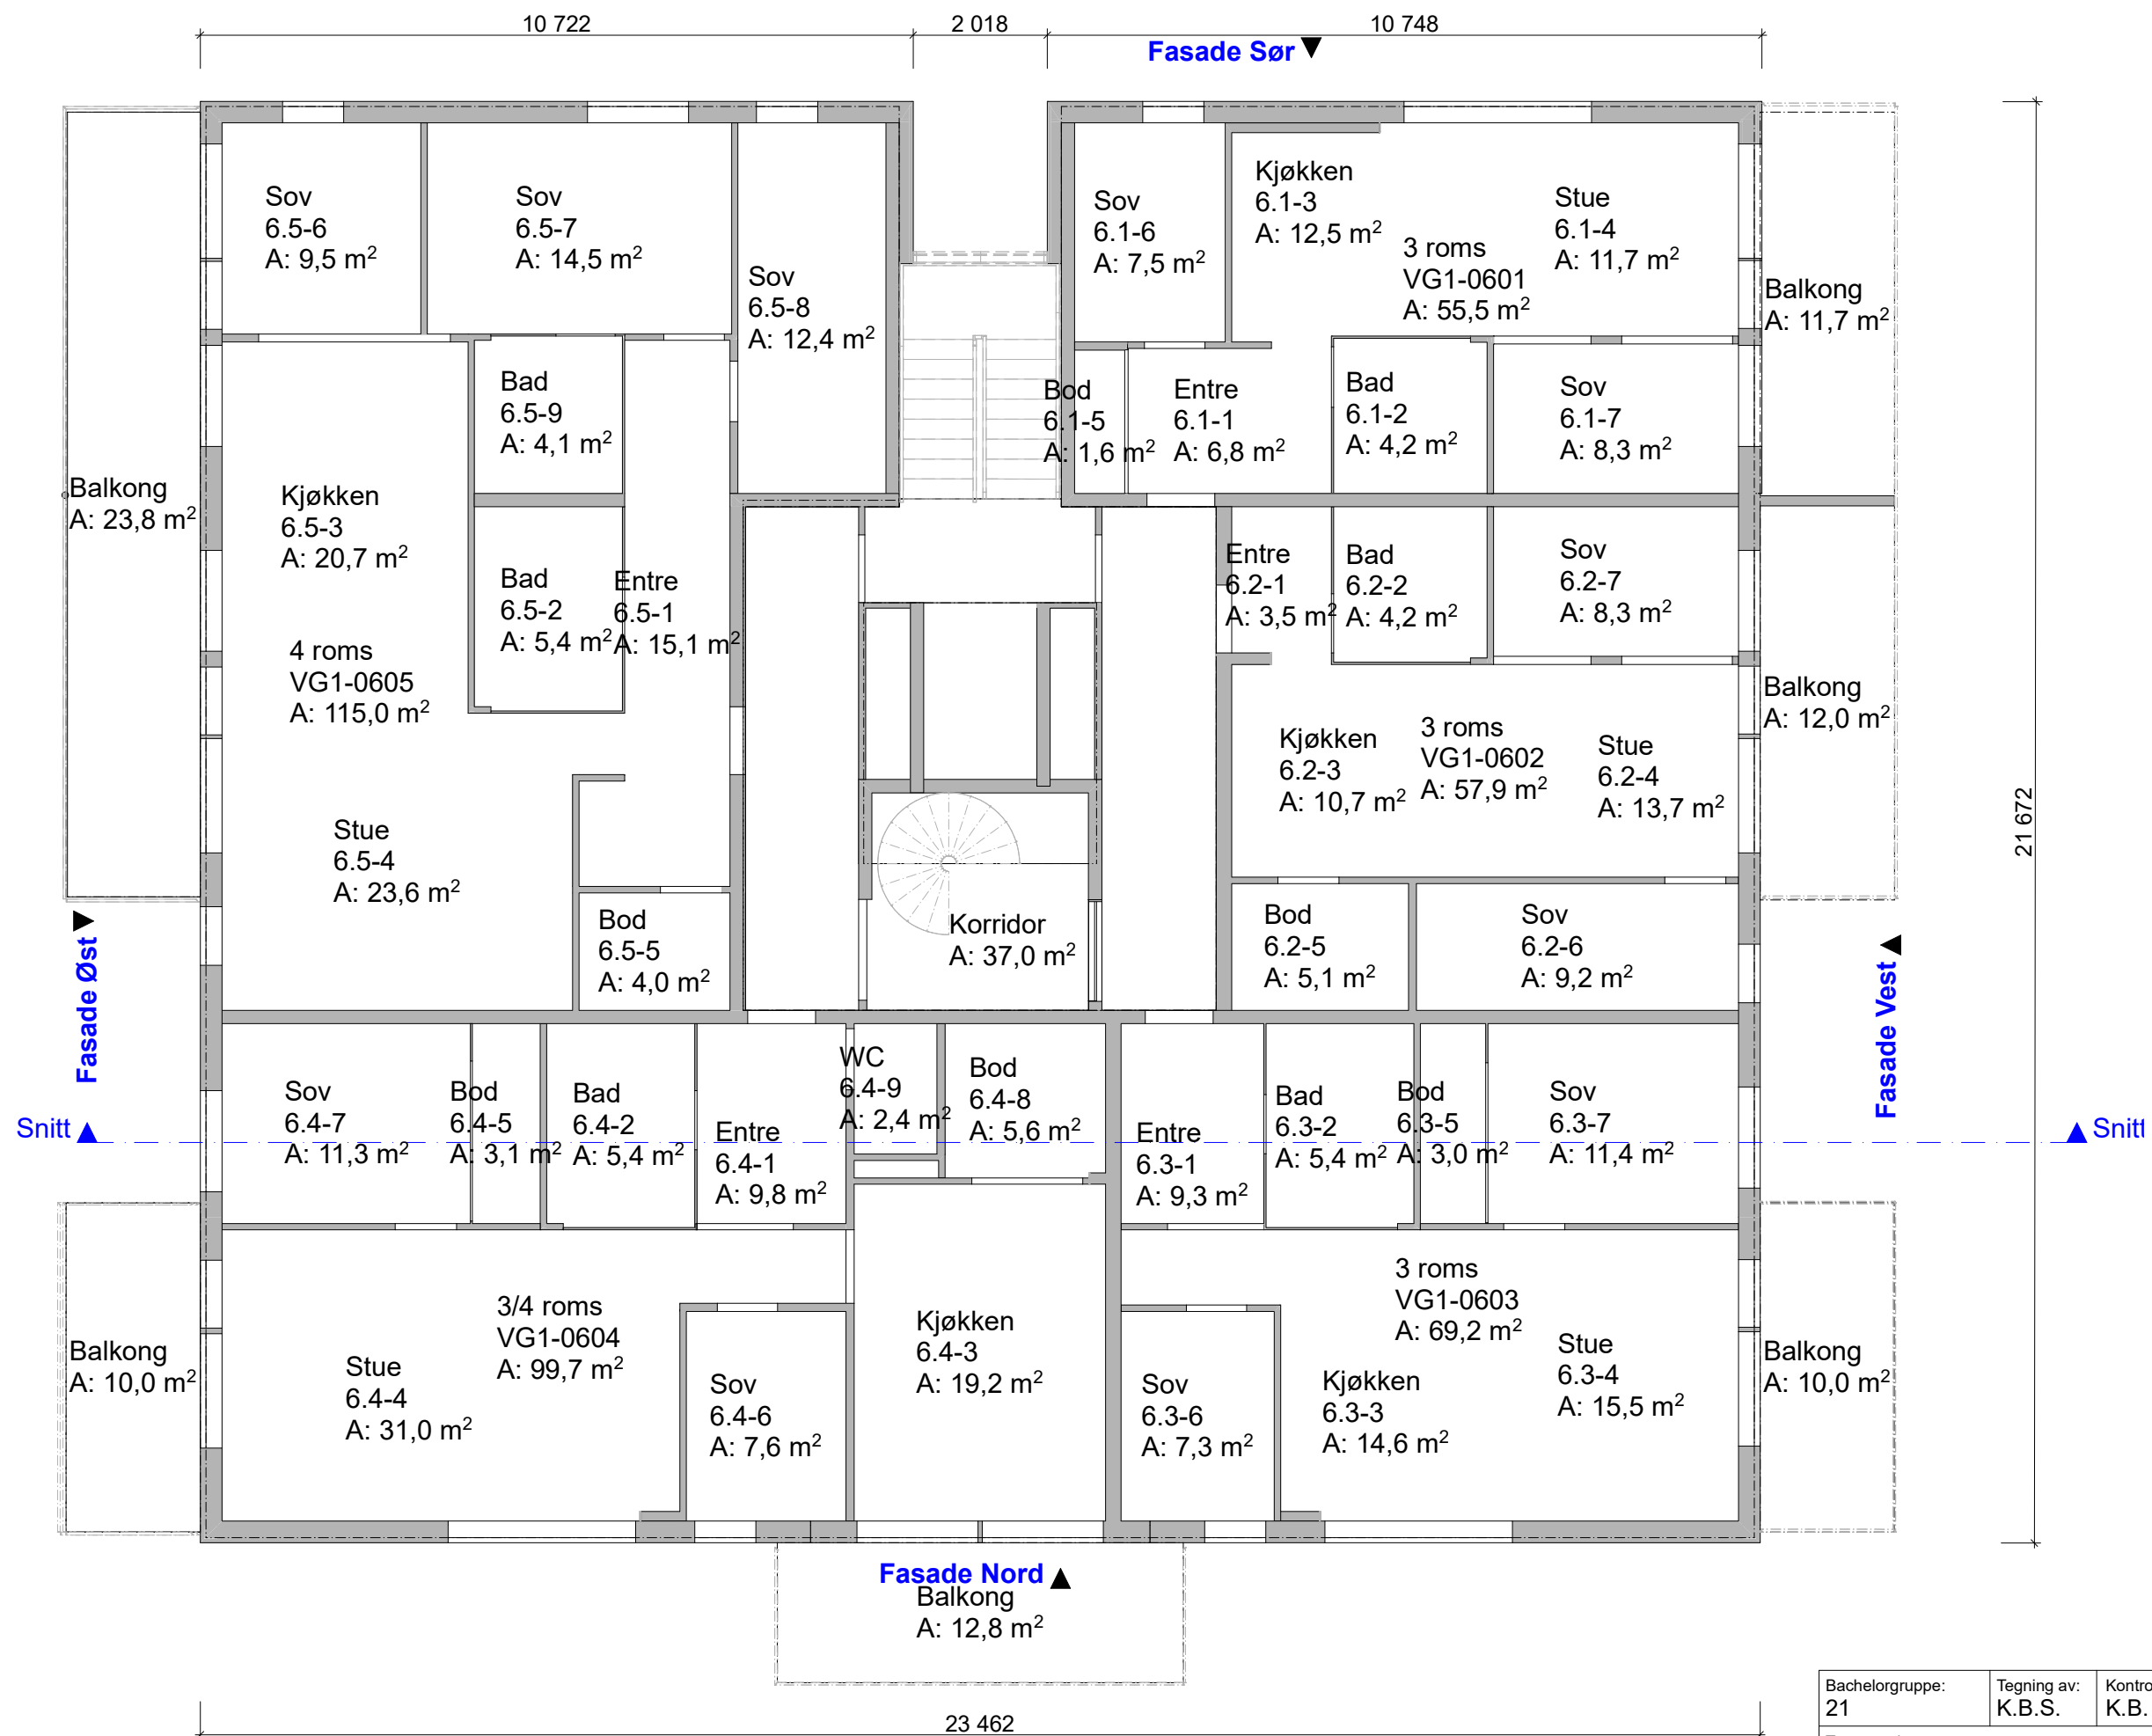 10 722
2 018
10 748
Fasade Sør
Sov
6.5-6
A: 9,5 m²
Sov
6.5-7
A: 14,5 m²
Sov
6.5-8
A: 12,4 m²
Sov
6.1-6
A: 7,5 m²
Kjøkken
6.1-3
A: 12,5 m²
3 roms
VG1-0601
A: 55,5 m²
Stue
6.1-4
A: 11,7 m²
Balkong
A: 11,7 m²
Bad
6.5-9
A: 4,1 m²
Bod
6.1-5
A: 1,6 m²
Entre
6.1-1
A: 6,8 m²
Bad
6.1-2
A: 4,2 m²
Sov
6.1-7
A: 8,3 m²
Balkong
A: 23,8 m²
Kjøkken
6.5-3
A: 20,7 m²
Bad
6.5-2
A: 5,4 m²
Entre
6.5-1
A: 15,1 m²
4 roms
VG1-0605
A: 115,0 m²
Entre
6.2-1
A: 3,5 m²
Bad
6.2-2
A: 4,2 m²
Sov
6.2-7
A: 8,3 m²
Balkong
A: 12,0 m²
Kjøkken
6.2-3
A: 10,7 m²
3 roms
VG1-0602
A: 57,9 m²
Stue
6.2-4
A: 13,7 m²
21 672
Stue
6.5-4
A: 23,6 m²
Bod
6.5-5
A: 4,0 m²
Korridor
A: 37,0 m²
Bod
6.2-5
A: 5,1 m²
Sov
6.2-6
A: 9,2 m²
Fasade Øst
Fasade Vest
Sov
6.4-7
A: 11,3 m²
Bod
6.4-5
A: 3,1 m²
Bad
6.4-2
A: 5,4 m²
Entre
6.4-1
A: 9,8 m²
WC
6.4-9
A: 2,4 m²
Bod
6.4-8
A: 5,6 m²
Entre
6.3-1
A: 9,3 m²
Bad
6.3-2
A: 5,4 m²
Bod
6.3-5
A: 3,0 m²
Sov
6.3-7
A: 11,4 m²
Snitt
Snitt
Balkong
A: 10,0 m²
Stue
6.4-4
A: 31,0 m²
3/4 roms
VG1-0604
A: 99,7 m²
Sov
6.4-6
A: 7,6 m²
Kjøkken
6.4-3
A: 19,2 m²
Sov
6.3-6
A: 7,3 m²
Kjøkken
6.3-3
A: 14,6 m²
3 roms
VG1-0603
A: 69,2 m²
Stue
6.3-4
A: 15,5 m²
Balkong
A: 10,0 m²
Fasade Nord
Balkong
A: 12,8 m²
23 462
Bachelorgruppe:
21
Tegning av:
K.B.S.
Kontro
K.B.